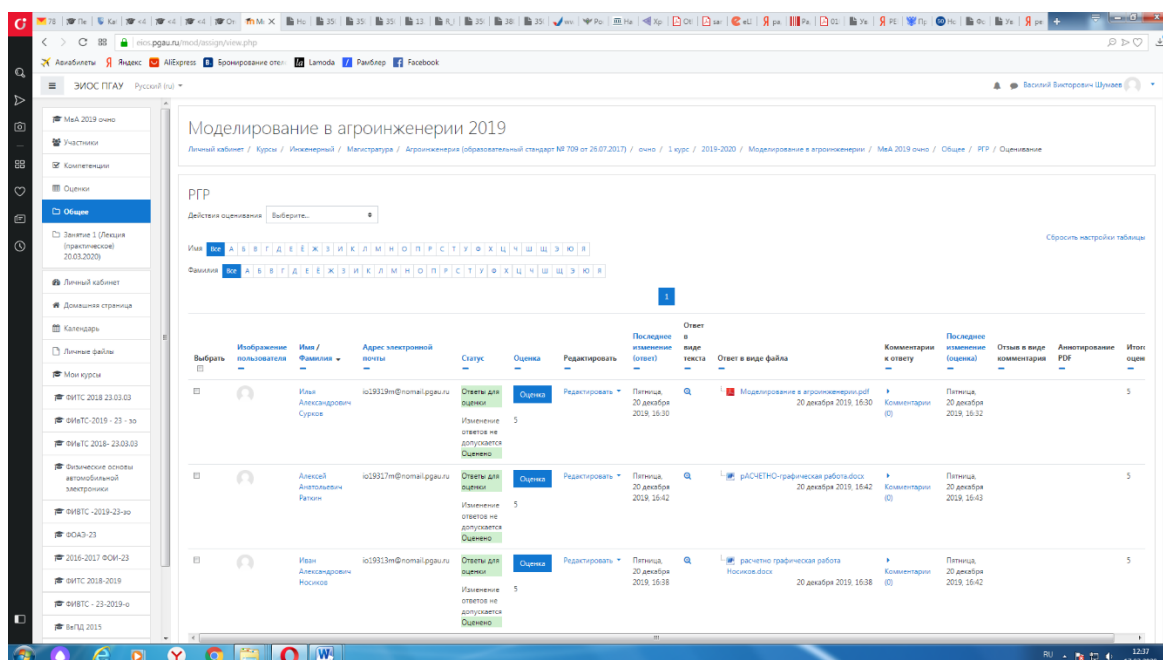 eios.pgau.ru/mod/assign/view.php
Авиабилеты Яндекс AliExpress Бронирование отел Lamoda Рамблер Facebook
ЭИОС ПГАУ Русский (ru)
Василий Викторович Шумаев
МвА 2019 очно
Участники
Компетенции
Оценки
Общее
Занятие 1 (Лекция
(практическое)
20.03.2020)
Личный кабинет
Домашняя страница
Календарь
Личные файлы
Мои курсы
ФИТС 2018 23.03.03
ФИвТС-2019 - 23 - зо
ФИвТС 2018- 23.03.03
Физические основы
автомобильной
электроники
ФИВТС -2019-23-зо
ФОАЭ-23
2016-2017 ФОИ-23
ФИТС 2018-2019
ФИВТС - 23-2019-о
ВеПД 2015
Моделирование в агроинженерии 2019
Личный кабинет / Курсы / Инженерный / Магистратура / Агроинженерия (образовательный стандарт № 709 от 26.07.2017) / очно / 1 курс / 2019-2020 / Моделирование в агроинженерии / МвА 2019 очно / Общее / РГР / Оценивание
РГР
Действия оценивания Выберите...
Сбросить настройки таблицы
Имя Все А Б В Г Д Е Ё Ж З И К Л М Н О П Р С Т У Ф Х Ц Ч Ш Щ Э Ю Я
Фамилия Все А Б В Г Д Е Ё Ж З И К Л М Н О П Р С Т У Ф Х Ц Ч Ш Щ Э Ю Я
1
Выбрать
Изображение
пользователя
Имя /
Фамилия
Адрес электронной
почты
Статус
Оценка
Редактировать
Последнее
изменение
(ответ)
Ответ
в
виде
текста
Ответ в виде файла
Комментарии
к ответу
Последнее
изменение
(оценка)
Отзыв в виде
комментария
Аннотирование
PDF
Итого
оцен
Илья
Александрович
Сурков
io19319m@nomail.pgau.ru
Ответы для
оценки
Изменение
ответов не
допускается
Оценено
Оценка
5
Редактировать
Пятница,
20 декабря
2019, 16:30
Моделирование в агроинженерии.pdf
20 декабря 2019, 16:30
Комментарии
(0)
Пятница,
20 декабря
2019, 16:32
5
Алексей
Анатольевич
Раткин
io19317m@nomail.pgau.ru
Ответы для
оценки
Изменение
ответов не
допускается
Оценено
Оценка
5
Редактировать
Пятница,
20 декабря
2019, 16:42
рАСЧЕТНО-графическая работа.docx
20 декабря 2019, 16:42
Комментарии
(0)
Пятница,
20 декабря
2019, 16:43
5
Иван
Александрович
Носиков
io19313m@nomail.pgau.ru
Ответы для
оценки
Изменение
ответов не
допускается
Оценено
Оценка
5
Редактировать
Пятница,
20 декабря
2019, 16:38
расчетно графическая работа
Носиков.docx
20 декабря 2019, 16:38
Комментарии
(0)
Пятница,
20 декабря
2019, 16:42
5
RU
12:37